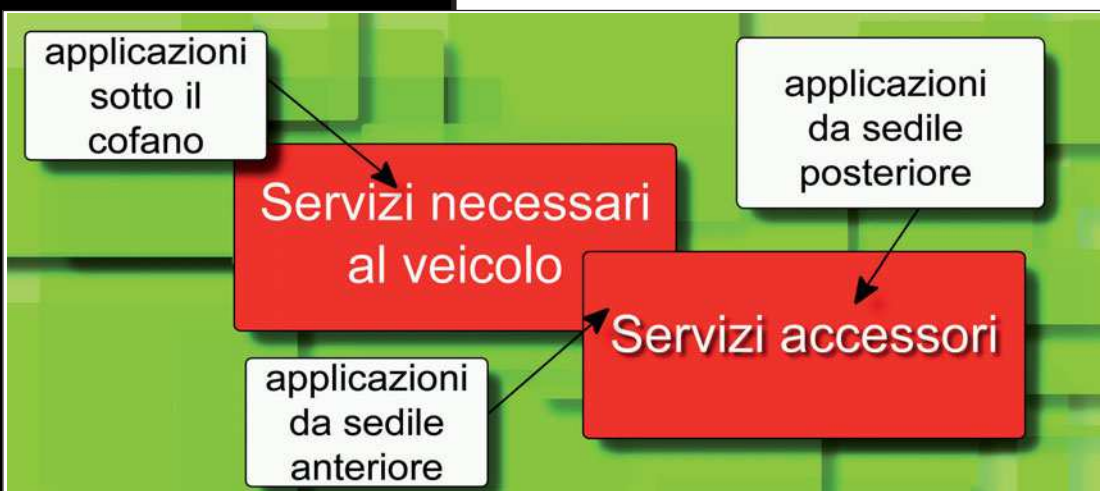 applicazioni
sotto il
cofano
applicazioni
da sedile
posteriore
Servizi necessari
al veicolo
Servizi accessori
applicazioni
da sedile
anteriore